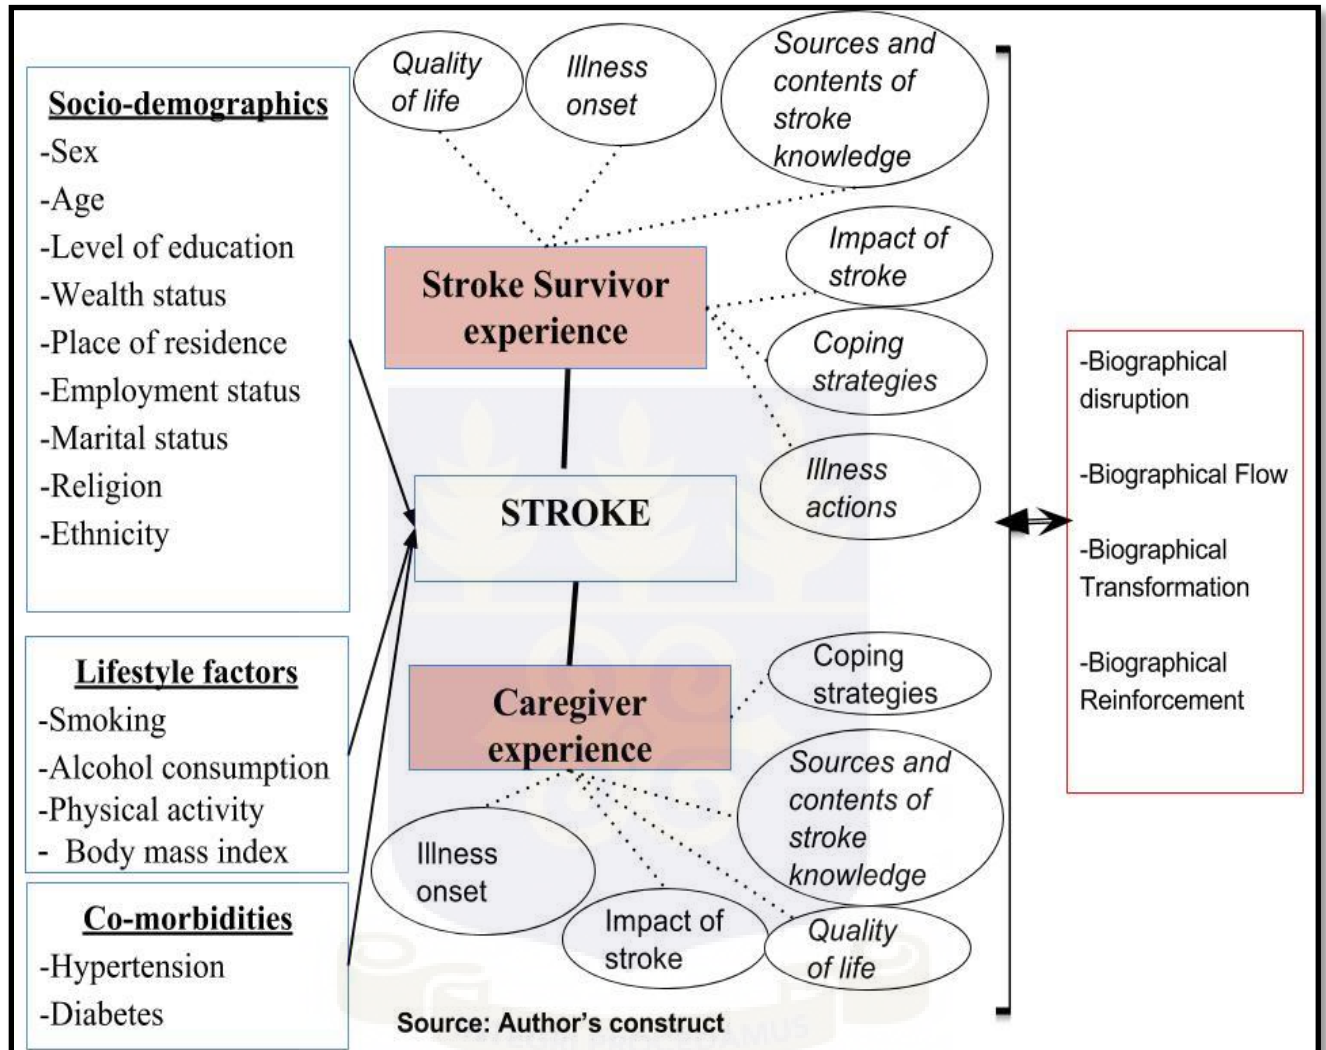 Socio-demographics
-Sex
-Age
-Level of education
-Wealth status
-Place of residence
-Employment status
-Marital status
-Religion
-Ethnicity
Lifestyle factors
-Smoking
-Alcohol consumption
-Physical activity
- Body mass index
Co-morbidities
-Hypertension
-Diabetes
Quality
of life
Illness
onset
Sources and
contents of
stroke
knowledge
Stroke Survivor
experience
Impact of
stroke
Coping
strategies
Illness
actions
STROKE
Caregiver
experience
Coping
strategies
Sources and
contents of
stroke
knowledge
Illness
onset
Impact of
stroke
Quality
of life
-Biographical
disruption
-Biographical Flow
-Biographical
Transformation
-Biographical
Reinforcement
Source: Author’s construct
PROCEDAMUS